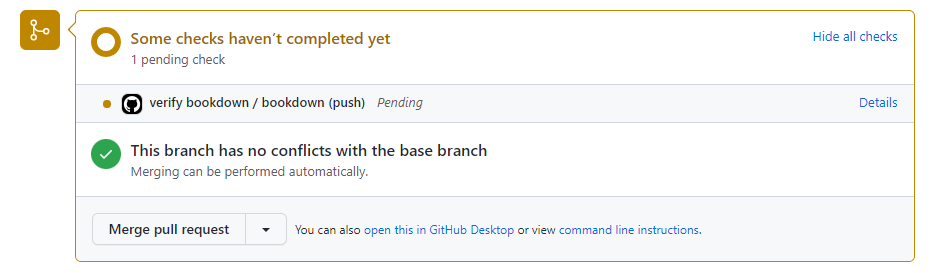 Some checks haven't completed yet
Hide all checks
1 pending check
verify bookdown / bookdown (push) Pending
Details
This branch has no conflicts with the base branch
Merging can be performed automatically.
Merge pull request
You can also open this in GitHub Desktop or view command line instructions.